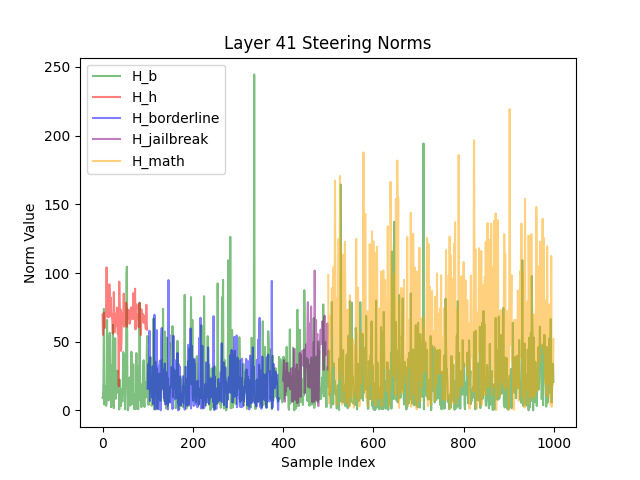 Layer 41 Steering Norms
H_b
H_h
H_borderline
H_jailbreak
H_math
Norm Value
250
200
150
100
50
0
0
200
400
600
800
1000
Sample Index